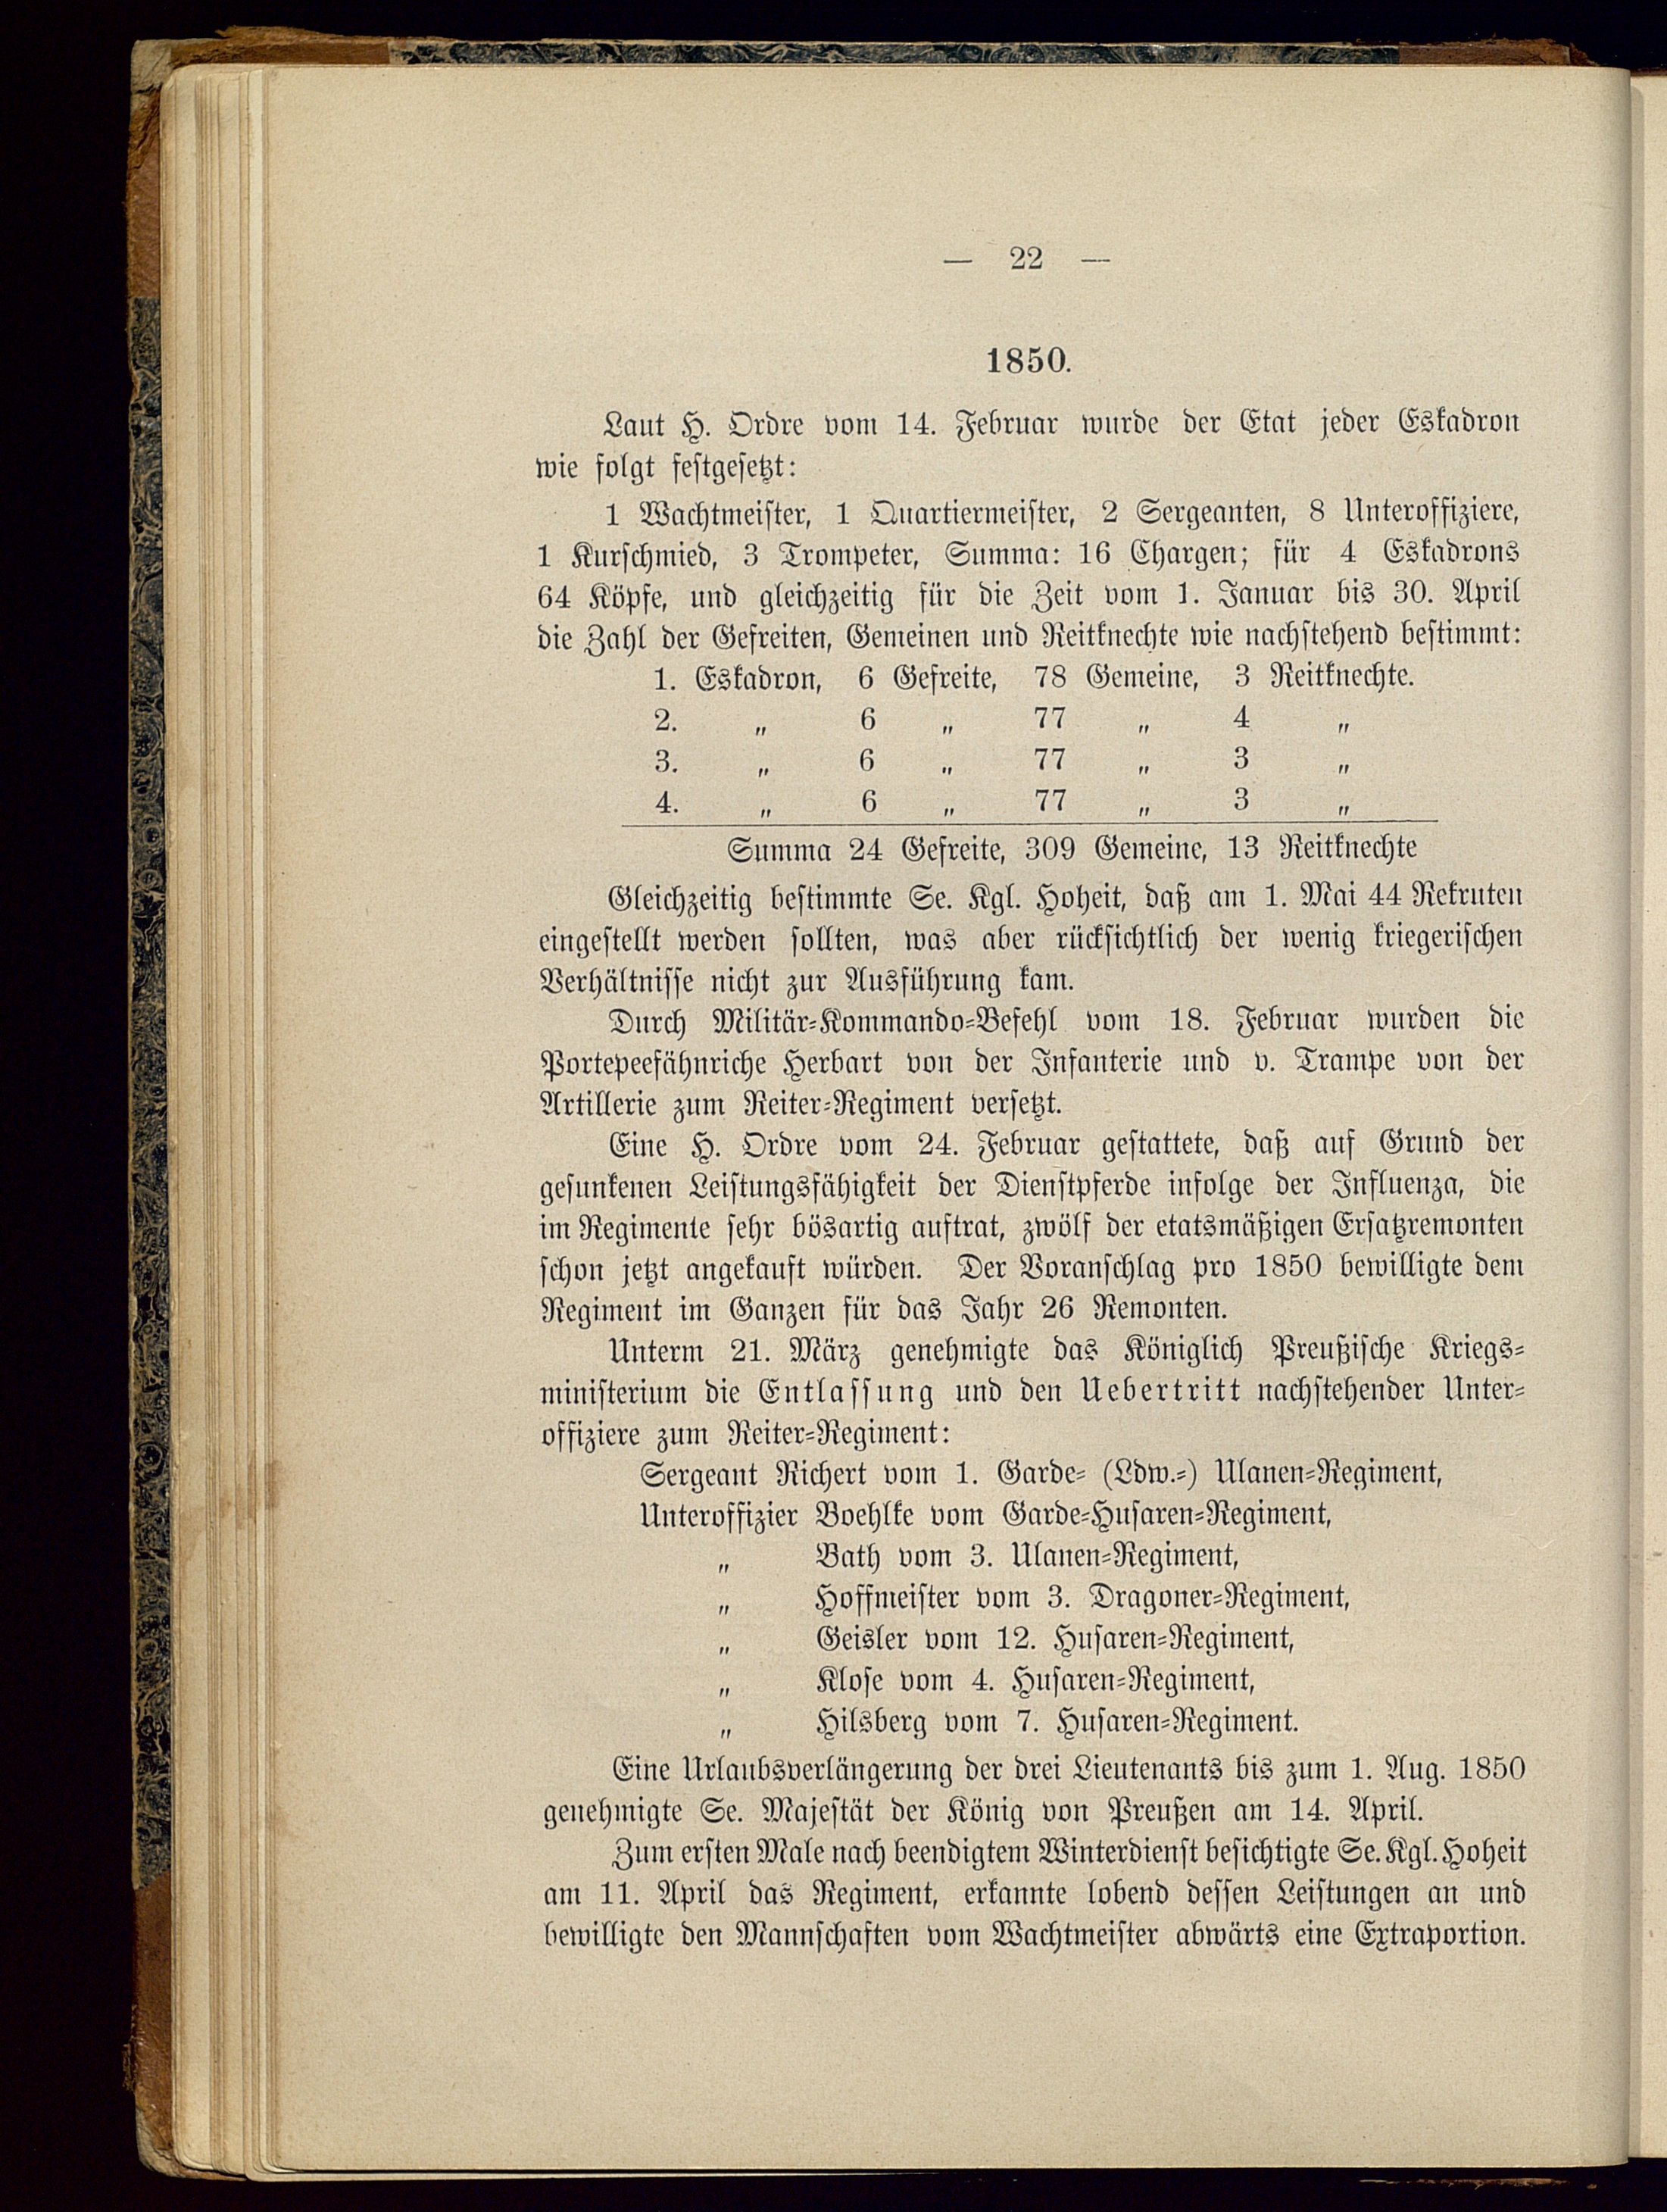 — 22 —
1850.
Laut H. Ordre vom 14. Februar wurde der Etat jeder Eskadron
wie folgt festgesetzt:
1 Wachtmeister, 1 Quartiermeister, 2 Sergeanten, 8 Unteroffiziere,
1 Kurschmied, 3 Trompeter, Summa: 16 Chargen; für 4 Eskadrons
64 Köpfe, und gleichzeitig für die Zeit vom 1. Januar bis 30. April
die Zahl der Gefreiten, Gemeinen und Reitknechte wie nachstehend bestimmt:
1. Eskadron, 6 Gefreite, 78 Gemeine, 3 Reitknechte.
2. „ 6 „ 77 „ 4 „
3. „ 6 „ 77 „ 3 „
4. „ 6 „ 77 „ 3 „
Summa 24 Gefreite, 309 Gemeine, 13 Reitknechte
Gleichzeitig bestimmte Se. Kgl. Hoheit, daß am 1. Mai 44 Rekruten
eingestellt werden sollten, was aber rücksichtlich der wenig kriegerischen
Verhältnisse nicht zur Ausführung kam.
Durch Militär-Kommando-Befehl vom 18. Februar wurden die
Portepeefähnriche Herbart von der Infanterie und v. Trampe von der
Artillerie zum Reiter-Regiment versetzt.
Eine H. Ordre vom 24. Februar gestattete, daß auf Grund der
gesunkenen Leistungsfähigkeit der Dienstpferde infolge der Influenza, die
im Regimente sehr bösartig auftrat, zwölf der etatsmäßigen Ersatzremonten
schon jetzt angekauft würden. Der Voranschlag pro 1850 bewilligte dem
Regiment im Ganzen für das Jahr 26 Remonten.
Unterm 21. März genehmigte das Königlich Preußische Kriegs-
ministerium die Entlassung und den Uebertritt nachstehender Unter-
offiziere zum Reiter-Regiment:
Sergeant Richert vom 1. Garde- (Ldw.-) Ulanen-Regiment,
Unteroffizier Boehlke vom Garde-Husaren-Regiment,
„ Bath vom 3. Ulanen-Regiment,
„ Hoffmeister vom 3. Dragoner-Regiment,
„ Geisler vom 12. Husaren-Regiment,
„ Klose vom 4. Husaren-Regiment,
„ Hilsberg vom 7. Husaren-Regiment.
Eine Urlaubsverlängerung der drei Lieutenants bis zum 1. Aug. 1850
genehmigte Se. Majestät der König von Preußen am 14. April.
Zum ersten Male nach beendigtem Winterdienst besichtigte Se. Kgl. Hoheit
am 11. April das Regiment, erkannte lobend dessen Leistungen an und
bewilligte den Mannschaften vom Wachtmeister abwärts eine Extraportion.